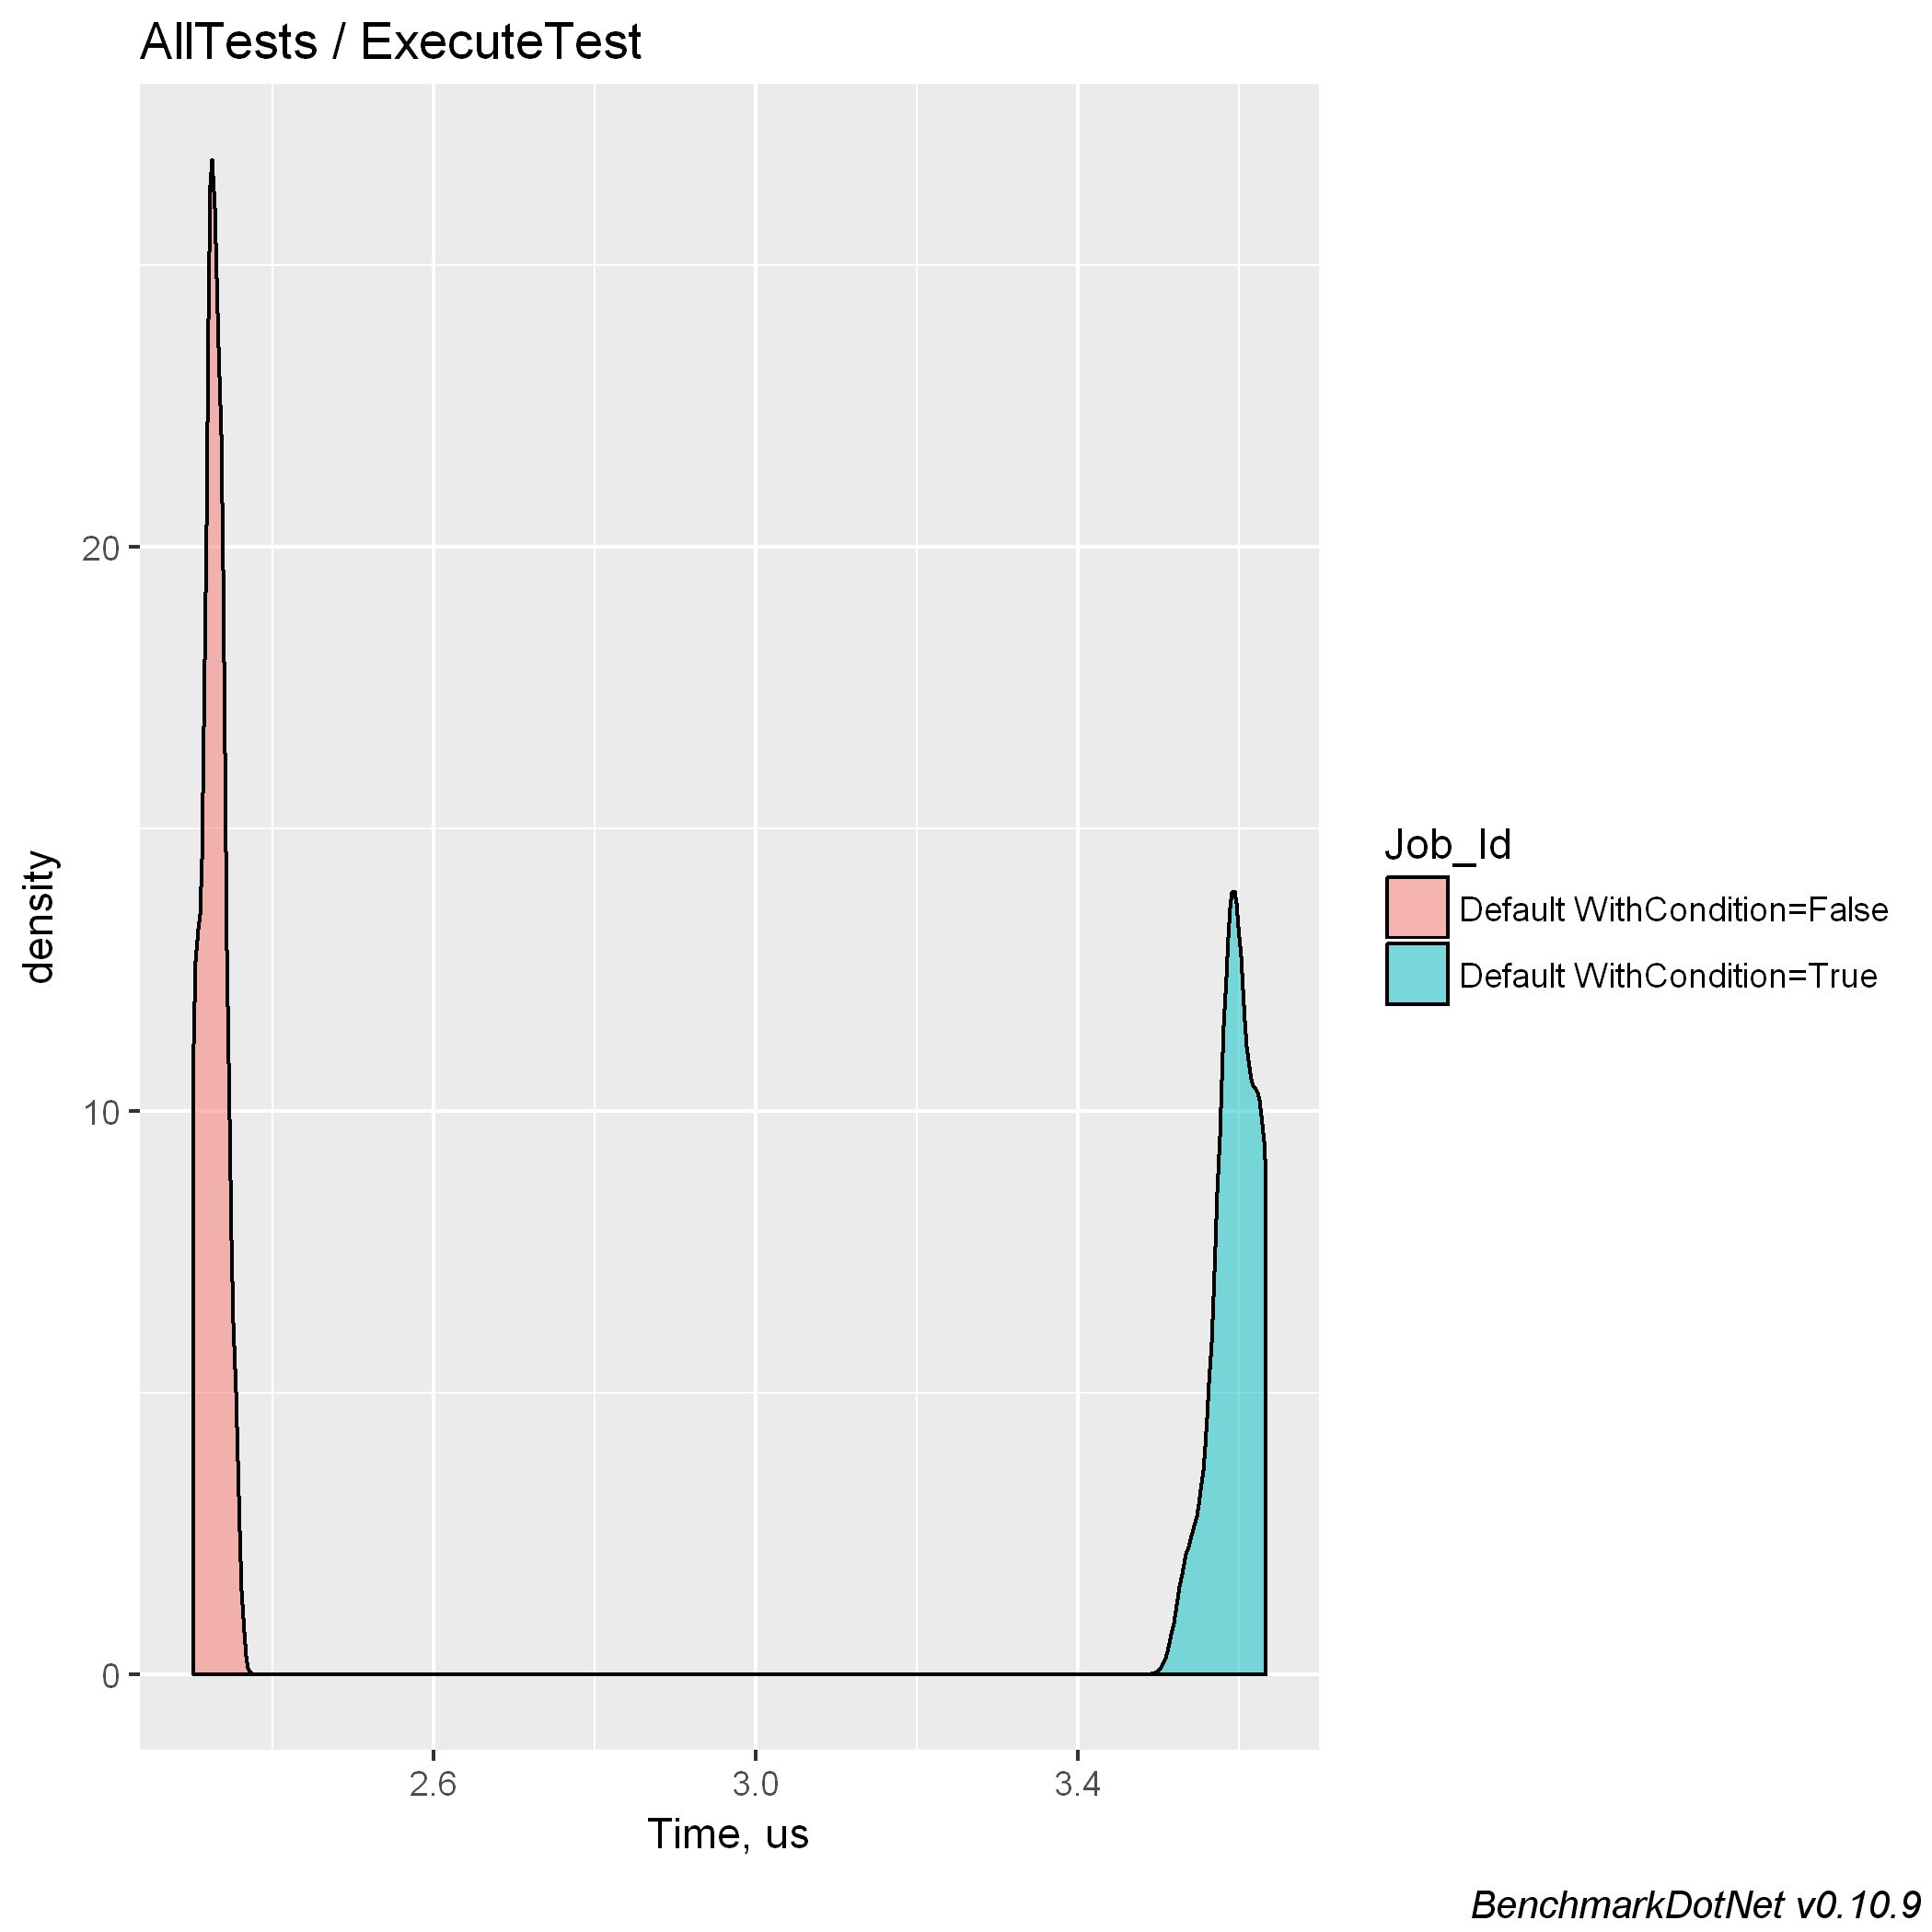 AllTests / ExecuteTest
density
20
10
0
2.6
3.0
3.4
Time, us
Job_Id
Default WithCondition=False
Default WithCondition=True
BenchmarkDotNet v0.10.9